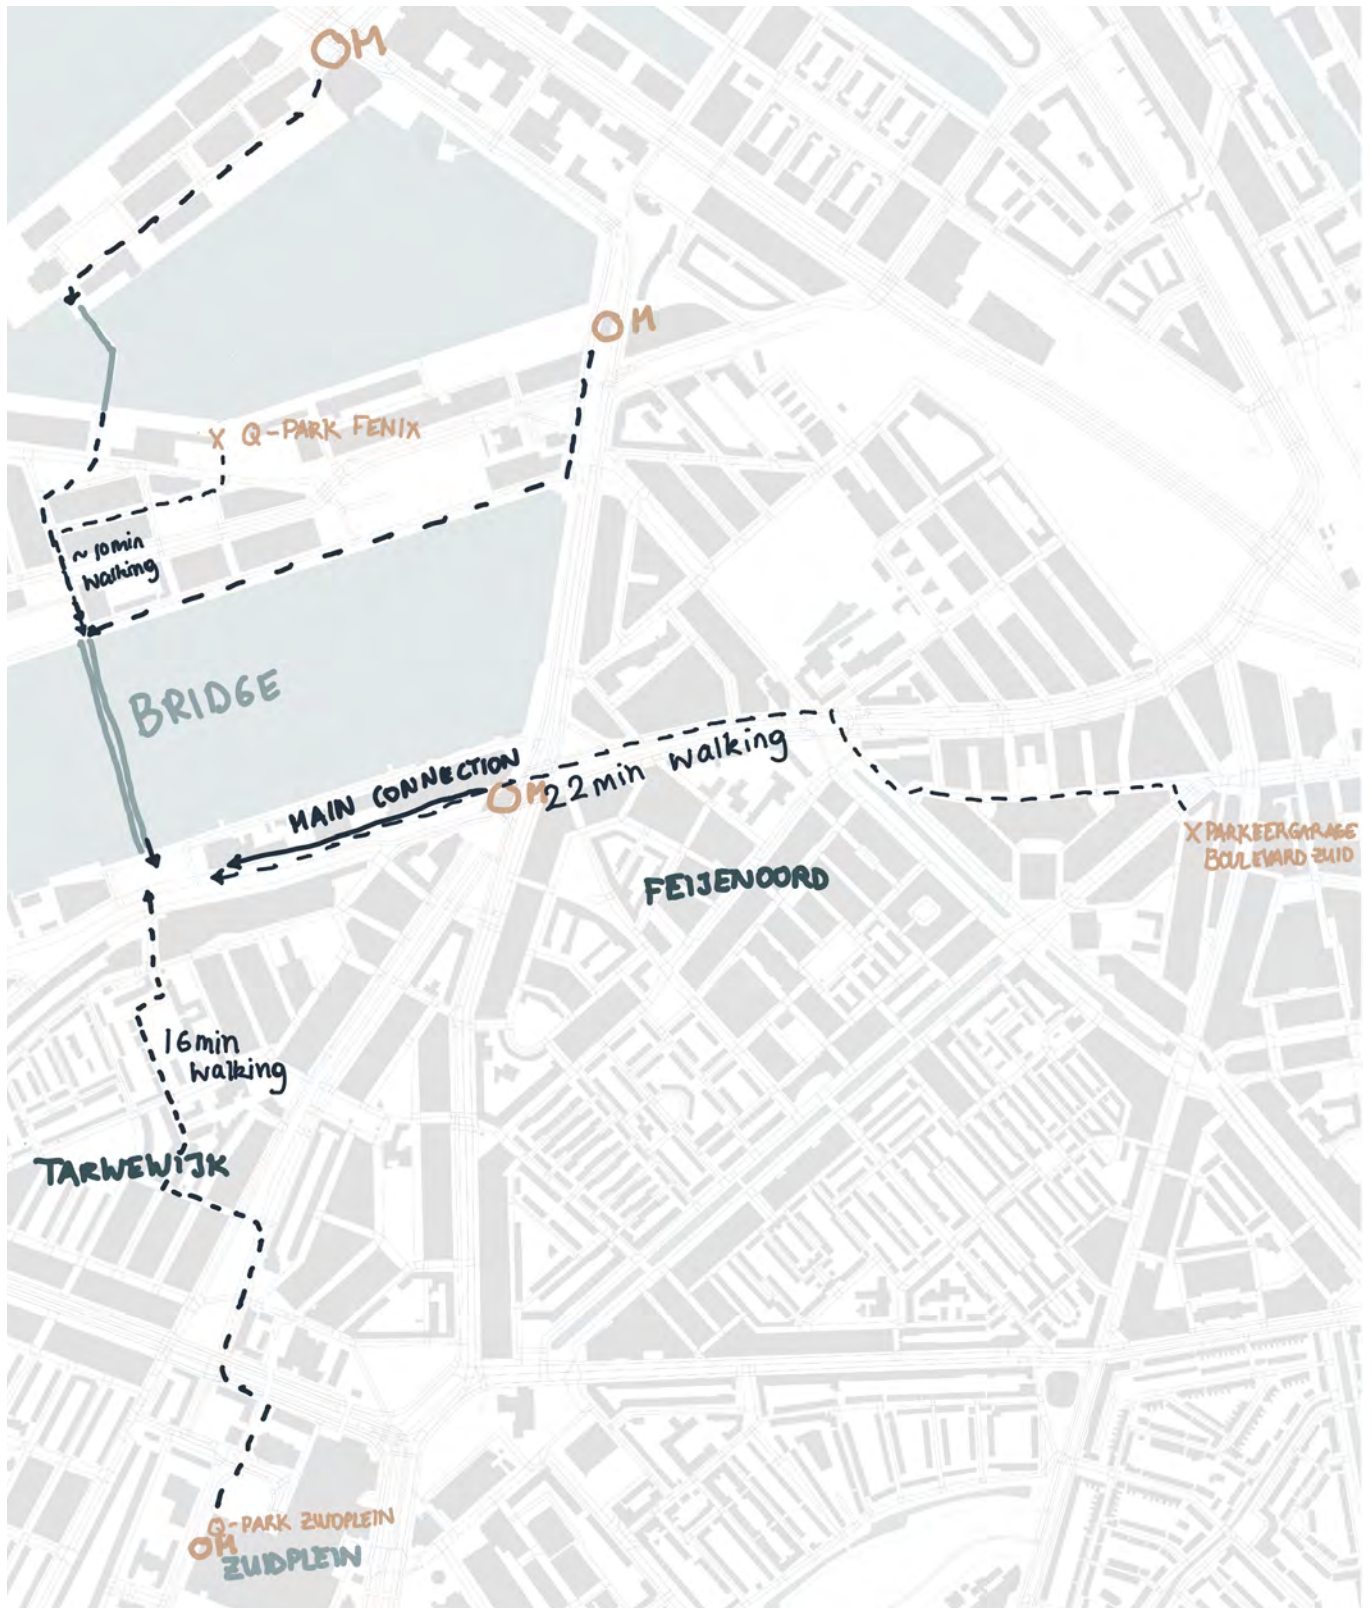 OM
OM
X Q-PARK FENIX
~10min
walking
BRIDGE
MAIN CONNECTION
OM
22min walking
X PARKEERGARAGE
BOULEVARD-ZUID
FEIJENOORD
16min
walking
TARWEWIJK
Q-PARK ZUIDPLEIN
OM
ZUIDPLEIN